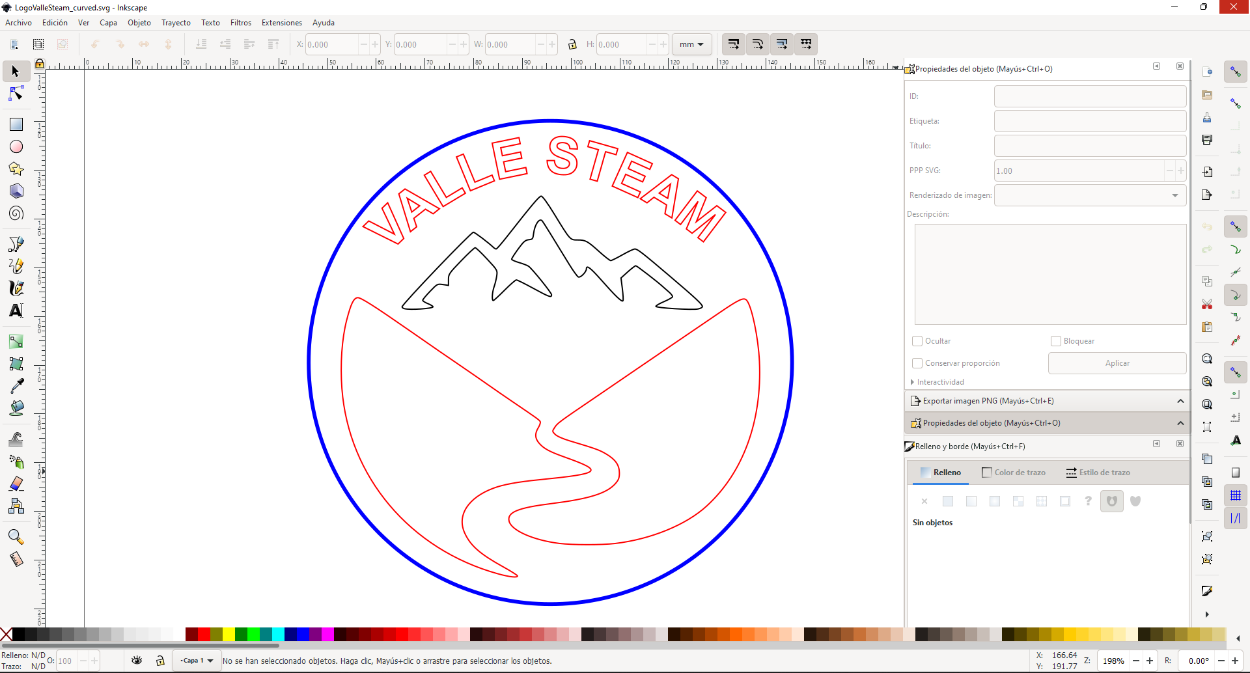 LogoValleSteam_curved.svg - Inkscape
Archivo Edición Ver Capa Objeto Trayecto Texto Filtros Extensiones Ayuda
X: 0.000 Y: 0.000 W: 0.000 H: 0.000 mm
VALLE STEAM
Propiedades del objeto (Mayús+Ctrl+O)
ID:
Etiqueta:
Título:
PPP SVG: 1.00
Renderizado de imagen:
Descripción:
Ocultar Bloquear
Conservar proporción Aplicar
Interactividad
Exportar imagen PNG (Mayús+Ctrl+E)
Propiedades del objeto (Mayús+Ctrl+O)
Relleno y borde (Mayús+Ctrl+F)
Relleno Color de trazo Estilo de trazo
Sin objetos
Relleno: N/D
Trazo: N/D
O: 100
-Capa 1
No se han seleccionado objetos. Haga clic, Mayús+clic o arrastre para seleccionar los objetos.
X: 166.64
Y: 191.77
Z: 198%
R: 0.00°